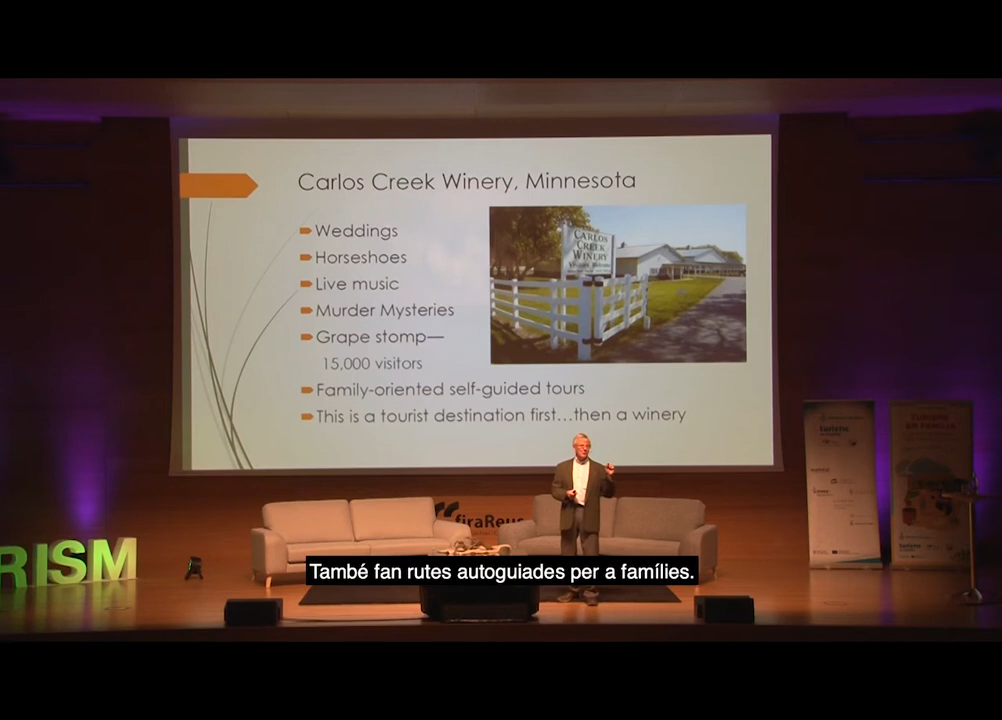 Carlos Creek Winery, Minnesota
Weddings
Horseshoes
Live music
Murder Mysteries
Grape stomp—
15,000 visitors
Family-oriented self-guided tours
This is a tourist destination first...then a winery
CARLOS
CREEK
WINERY
firaReus
RISM
També fan rutes autoguiades per a famílies.